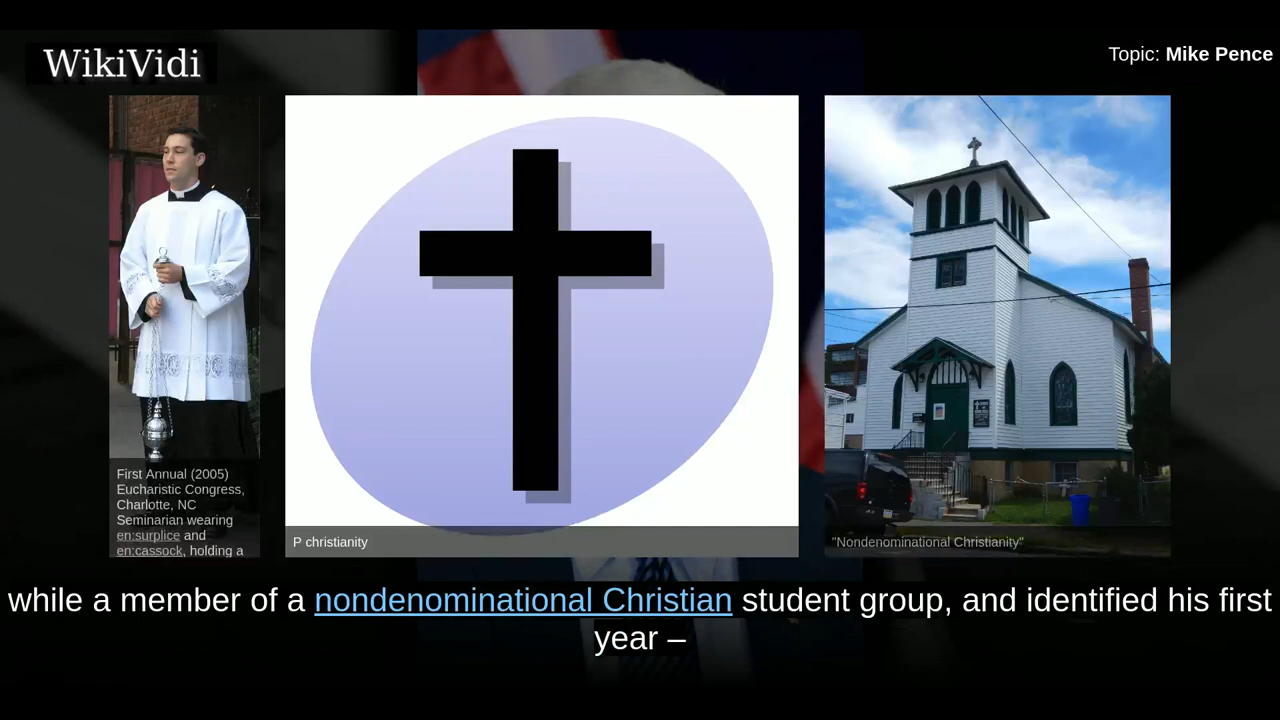 WikiVidi
Topic: Mike Pence
First Annual (2005)
Eucharistic Congress,
Charlotte, NC
Seminarian wearing
en:surplice and
en:cassock, holding a
P christianity
"Nondenominational Christianity"
while a member of a nondenominational Christian student group, and identified his first
year –